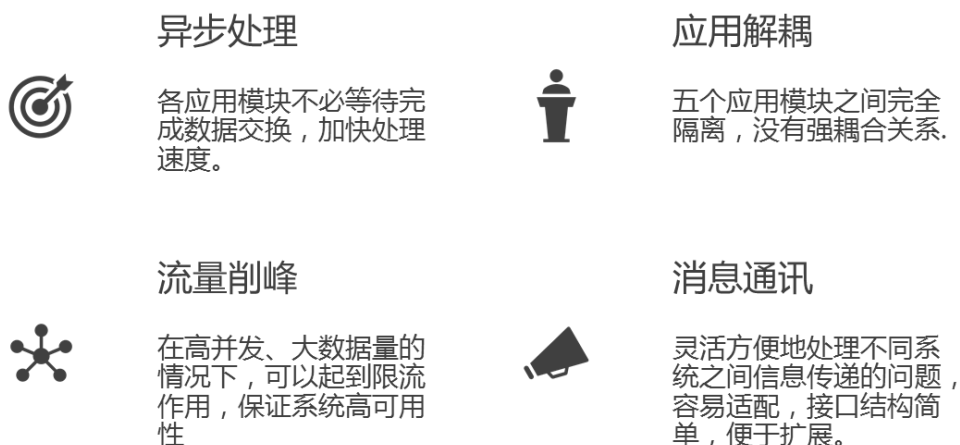 异步处理
各应用模块不必等待完
成数据交换，加快处理
速度。
应用解耦
五个应用模块之间完全
隔离，没有强耦合关系.
流量削峰
在高并发、大数据量的
情况下，可以起到限流
作用，保证系统高可用
性
消息通讯
灵活方便地处理不同系
统之间信息传递的问题，
容易适配，接口结构简
单，便于扩展。